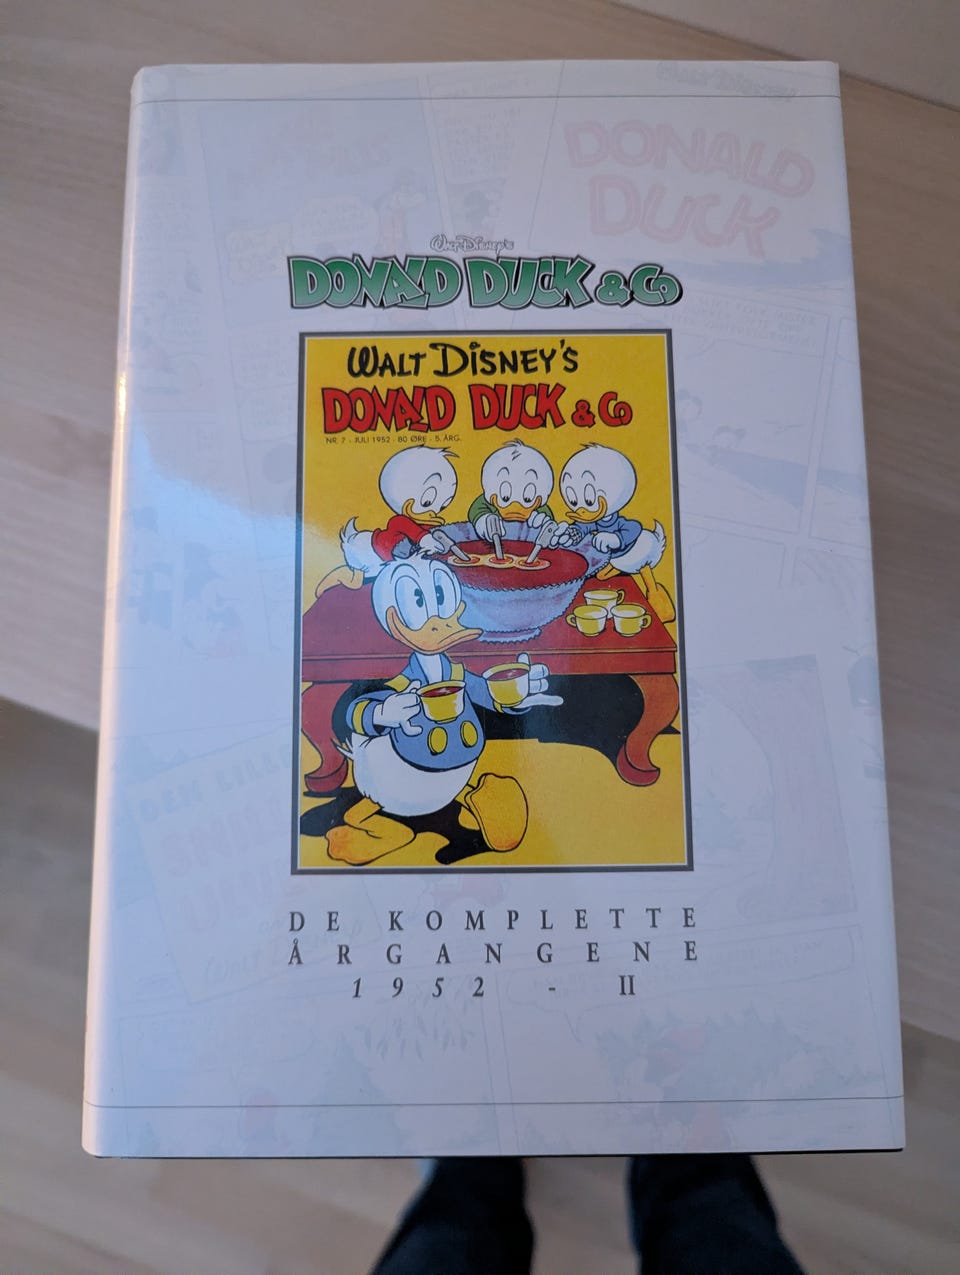 DONALD
DUCK
Walt Disney's
DONALD DUCK & Co
WALT DISNEY'S
DONALD DUCK & Co
NR. 7 · JULI 1952 · 80 ØRE · 5. ÅRG.
DE KOMPLETTE
ÅRGANGENE
1952 - II